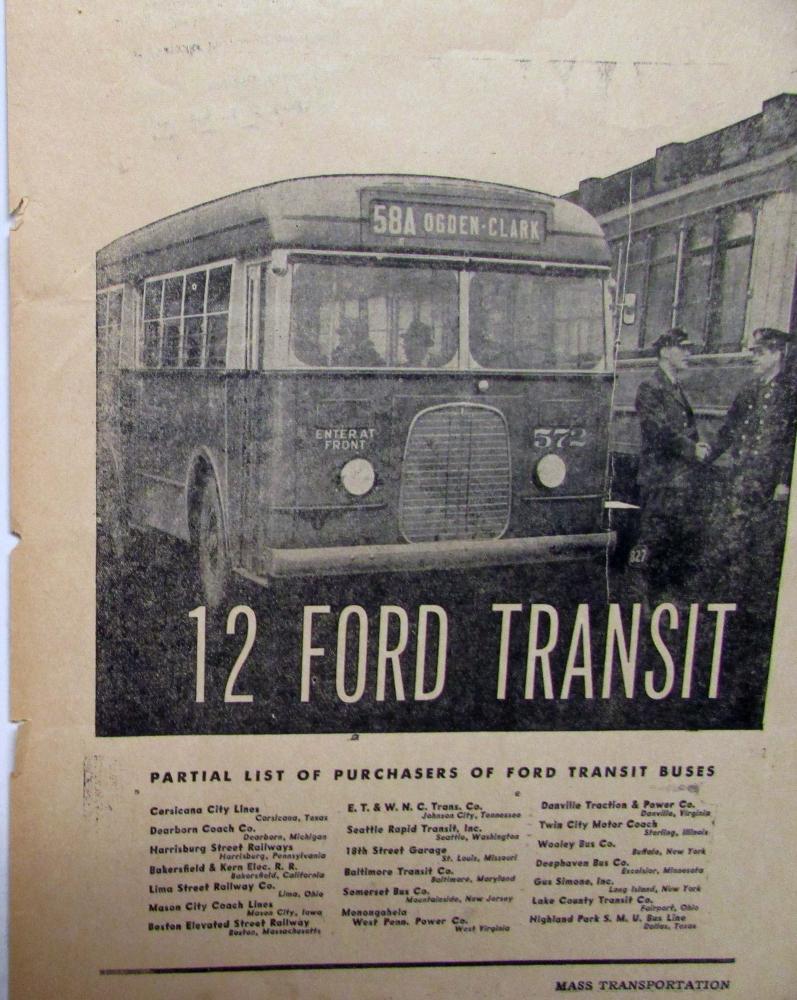 58A OGDEN-CLARK
ENTER AT
FRONT
572
827
12 FORD TRANSIT
PARTIAL LIST OF PURCHASERS OF FORD TRANSIT BUSES
Corsicana City Lines
Corsicana, Texas
Dearborn Coach Co.
Dearborn, Michigan
Harrisburg Street Railways
Harrisburg, Pennsylvania
Bakersfield & Kern Elec. R. R.
Bakersfield, California
Lima Street Railway Co.
Lima, Ohio
Mason City Coach Lines
Mason City, Iowa
Boston Elevated Street Railway
Boston, Massachusetts
E. T. & W. N. C. Trans. Co.
Johnson City, Tennessee
Seattle Rapid Transit, Inc.
Seattle, Washington
18th Street Garage
St. Louis, Missouri
Baltimore Transit Co.
Baltimore, Maryland
Somerset Bus Co.
Mountainside, New Jersey
Monongahela
West Penn. Power Co.
West Virginia
Danville Traction & Power Co.
Danville, Virginia
Twin City Motor Coach
Sterling, Illinois
Wooley Bus Co.
Buffalo, New York
Deephaven Bus Co.
Excelsior, Minnesota
Gus Simone, Inc.
Long Island, New York
Lake County Transit Co.
Fairport, Ohio
Highland Park S. M. U. Bus Line
Dallas, Texas
MASS TRANSPORTATION